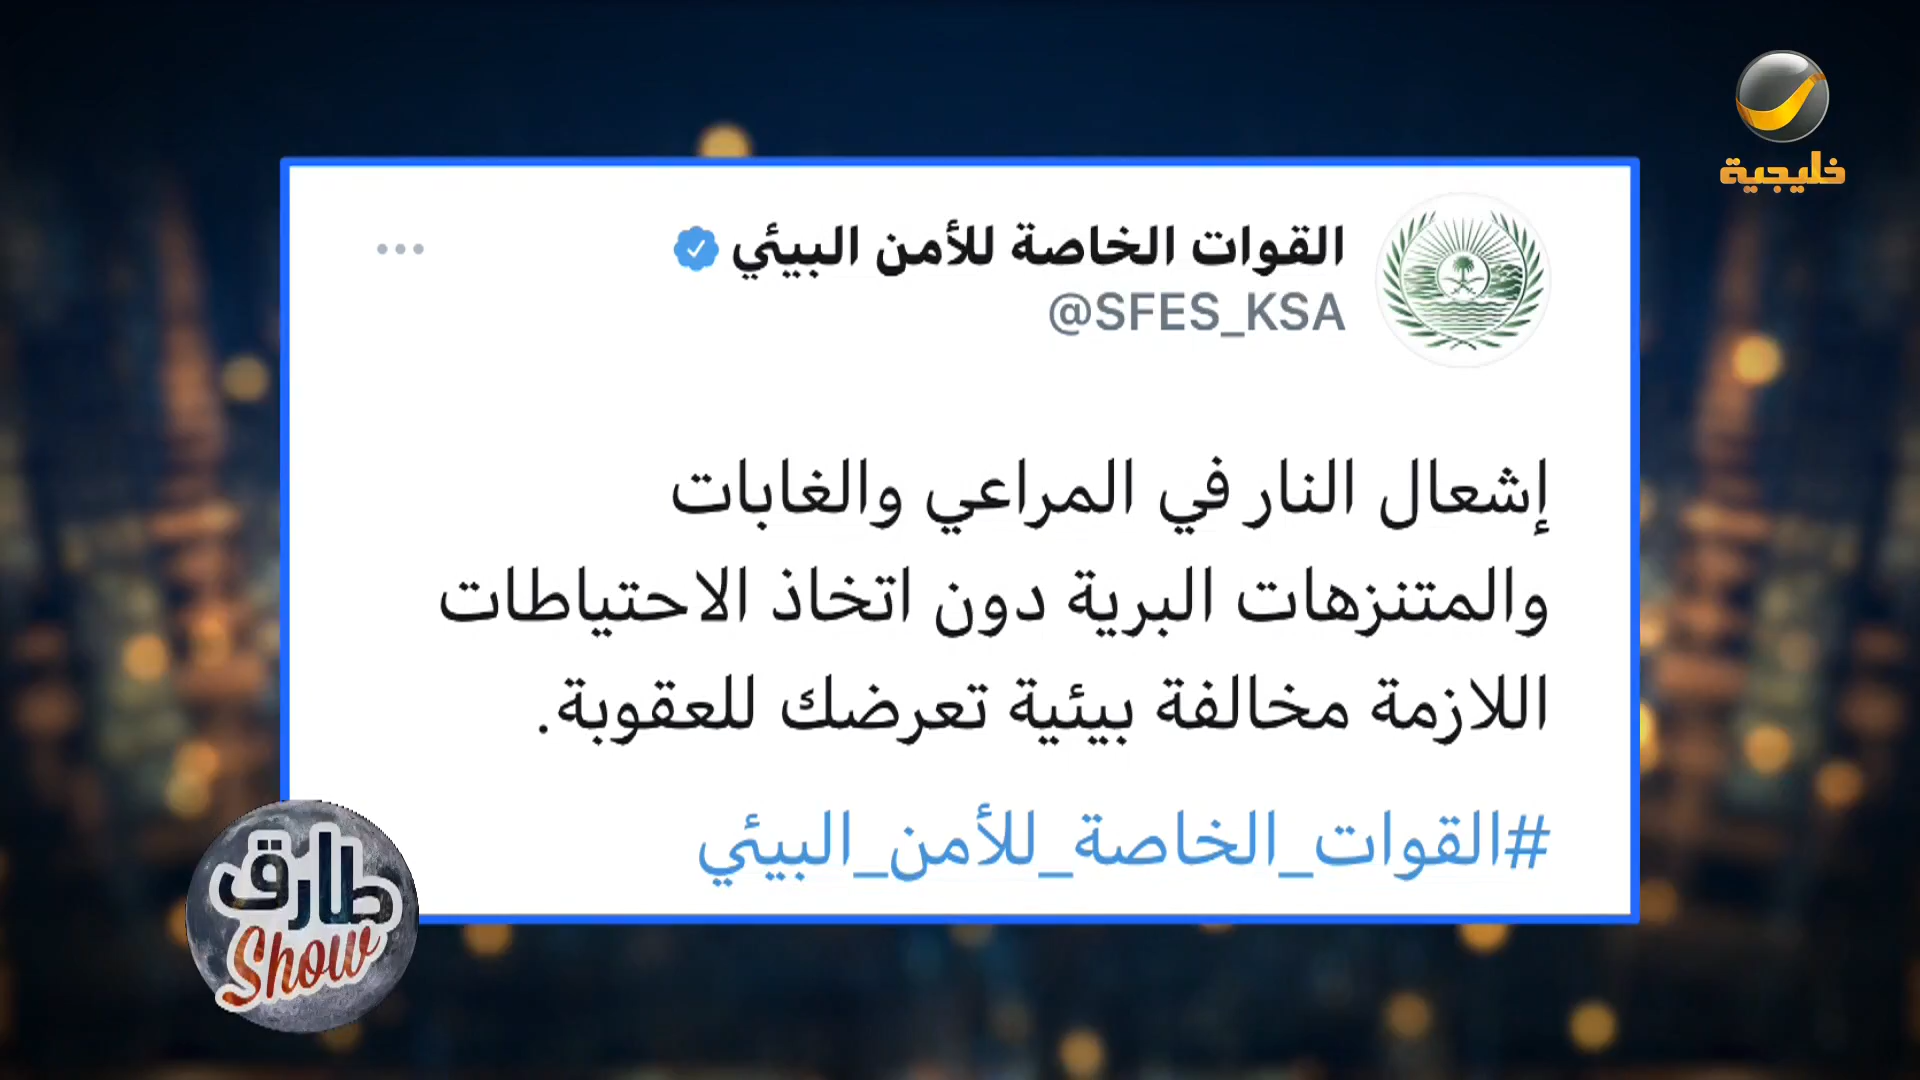 خليجية
القوات الخاصة للأمن البيئي
@SFES_KSA
إشعال النار في المراعي والغابات
والمتنزهات البرية دون اتخاذ الاحتياطات
اللازمة مخالفة بيئية تعرضك للعقوبة.
#القوات_الخاصة_للأمن_البيئي
طارق
Show